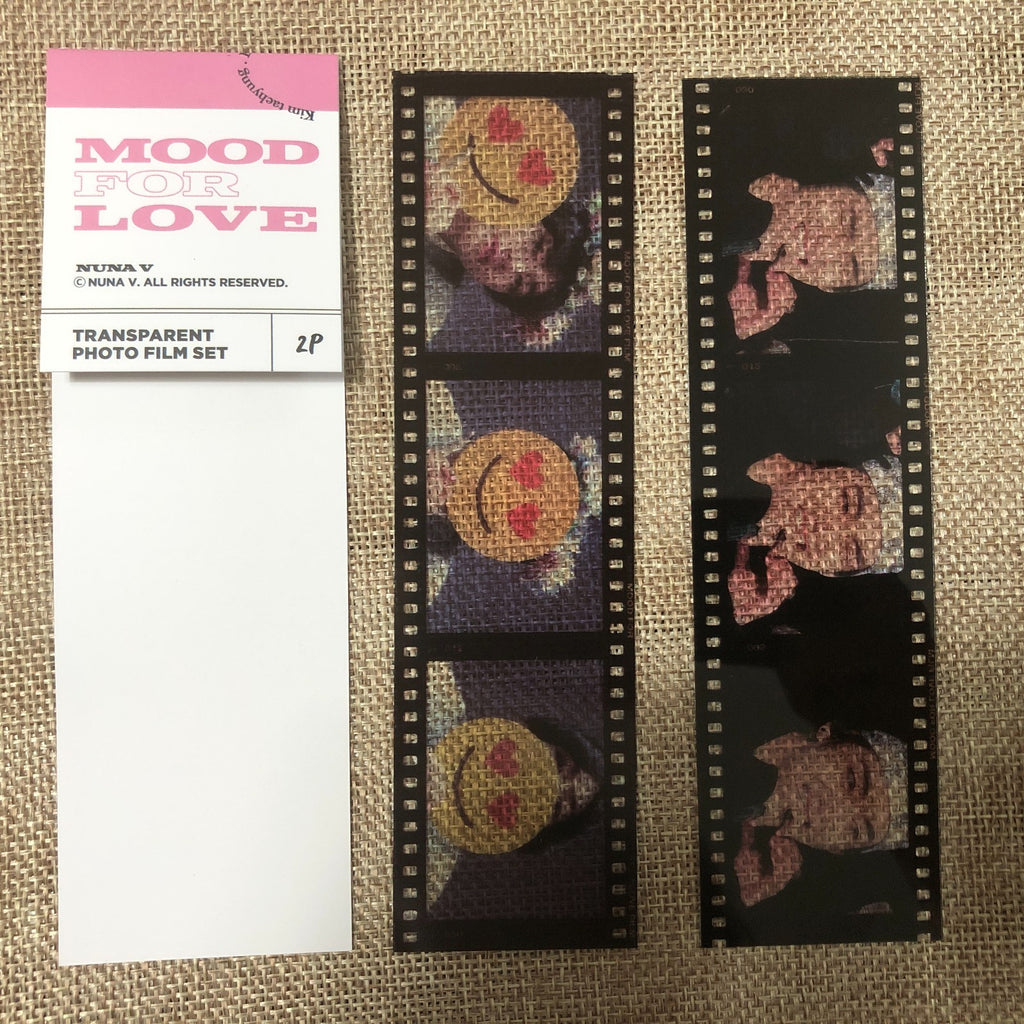 Kim taehyung.
MOOD
FOR
LOVE
NUNA V
© NUNA V. ALL RIGHTS RESERVED.
TRANSPARENT
PHOTO FILM SET
2P